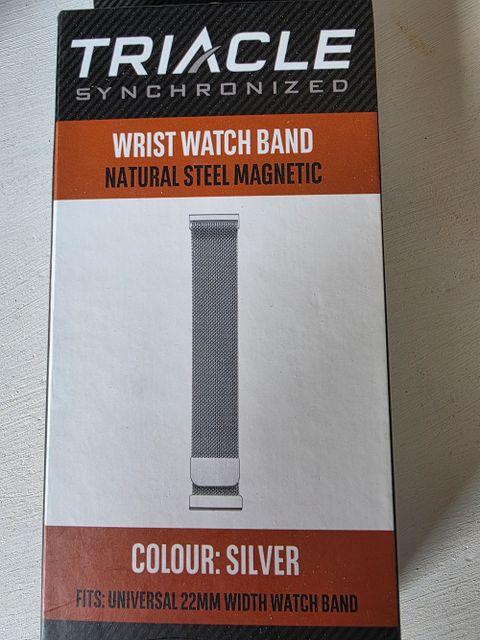 TRIACLE
SYNCHRONIZED
WRIST WATCH BAND
NATURAL STEEL MAGNETIC
COLOUR: SILVER
FITS: UNIVERSAL 22MM WIDTH WATCH BAND